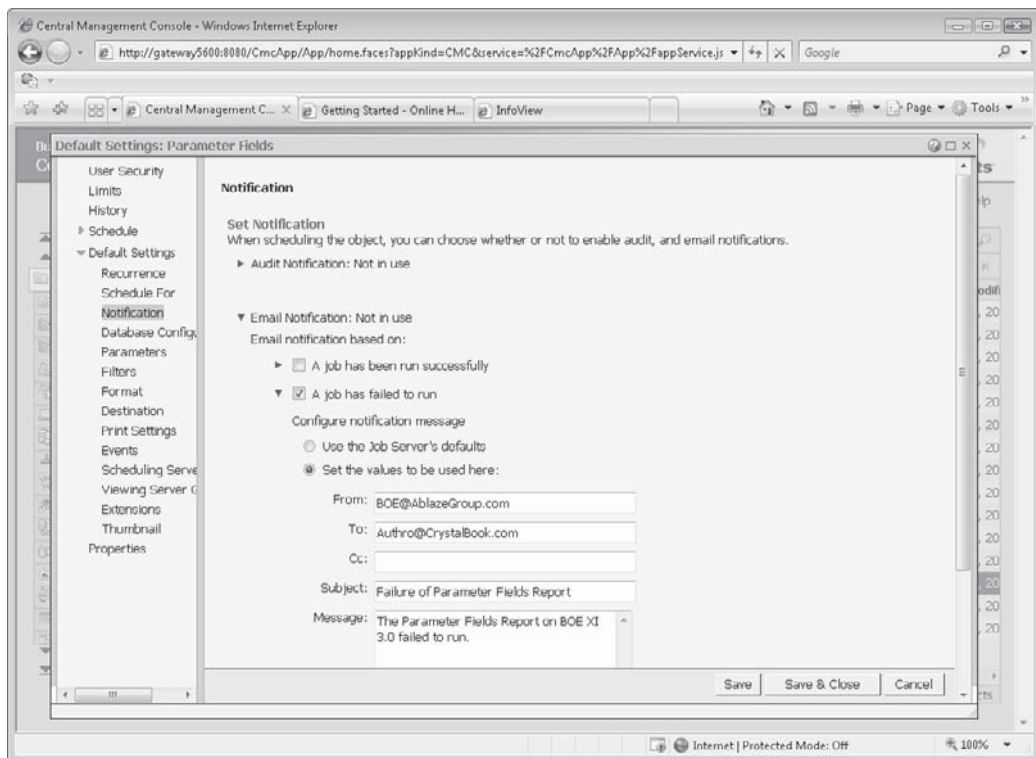 Central Management Console - Windows Internet Explorer
http://gateway5600:8080/CmcApp/App/home.faces?appKind=CMC&service=%2FCmcApp%2FApp%2FappService.js
Google
Central Management C...
Getting Started - Online H...
InfoView
Page
Tools
Default Settings: Parameter Fields
User Security
Limits
History
Schedule
Default Settings
Recurrence
Schedule For
Notification
Database Configu
Parameters
Filters
Format
Destination
Print Settings
Events
Scheduling Serve
Viewing Server G
Extensions
Thumbnail
Properties
Notification
Set Notification
When scheduling the object, you can choose whether or not to enable audit, and email notifications.
Audit Notification: Not in use
Email Notification: Not in use
Email notification based on:
A job has been run successfully
A job has failed to run
Configure notification message
Use the Job Server's defaults
Set the values to be used here:
From: BOE@AblazeGroup.com
To: Authro@CrystalBook.com
Cc:
Subject: Failure of Parameter Fields Report
Message: The Parameter Fields Report on BOE XI
3.0 failed to run.
Save
Save & Close
Cancel
Internet | Protected Mode: Off
100%